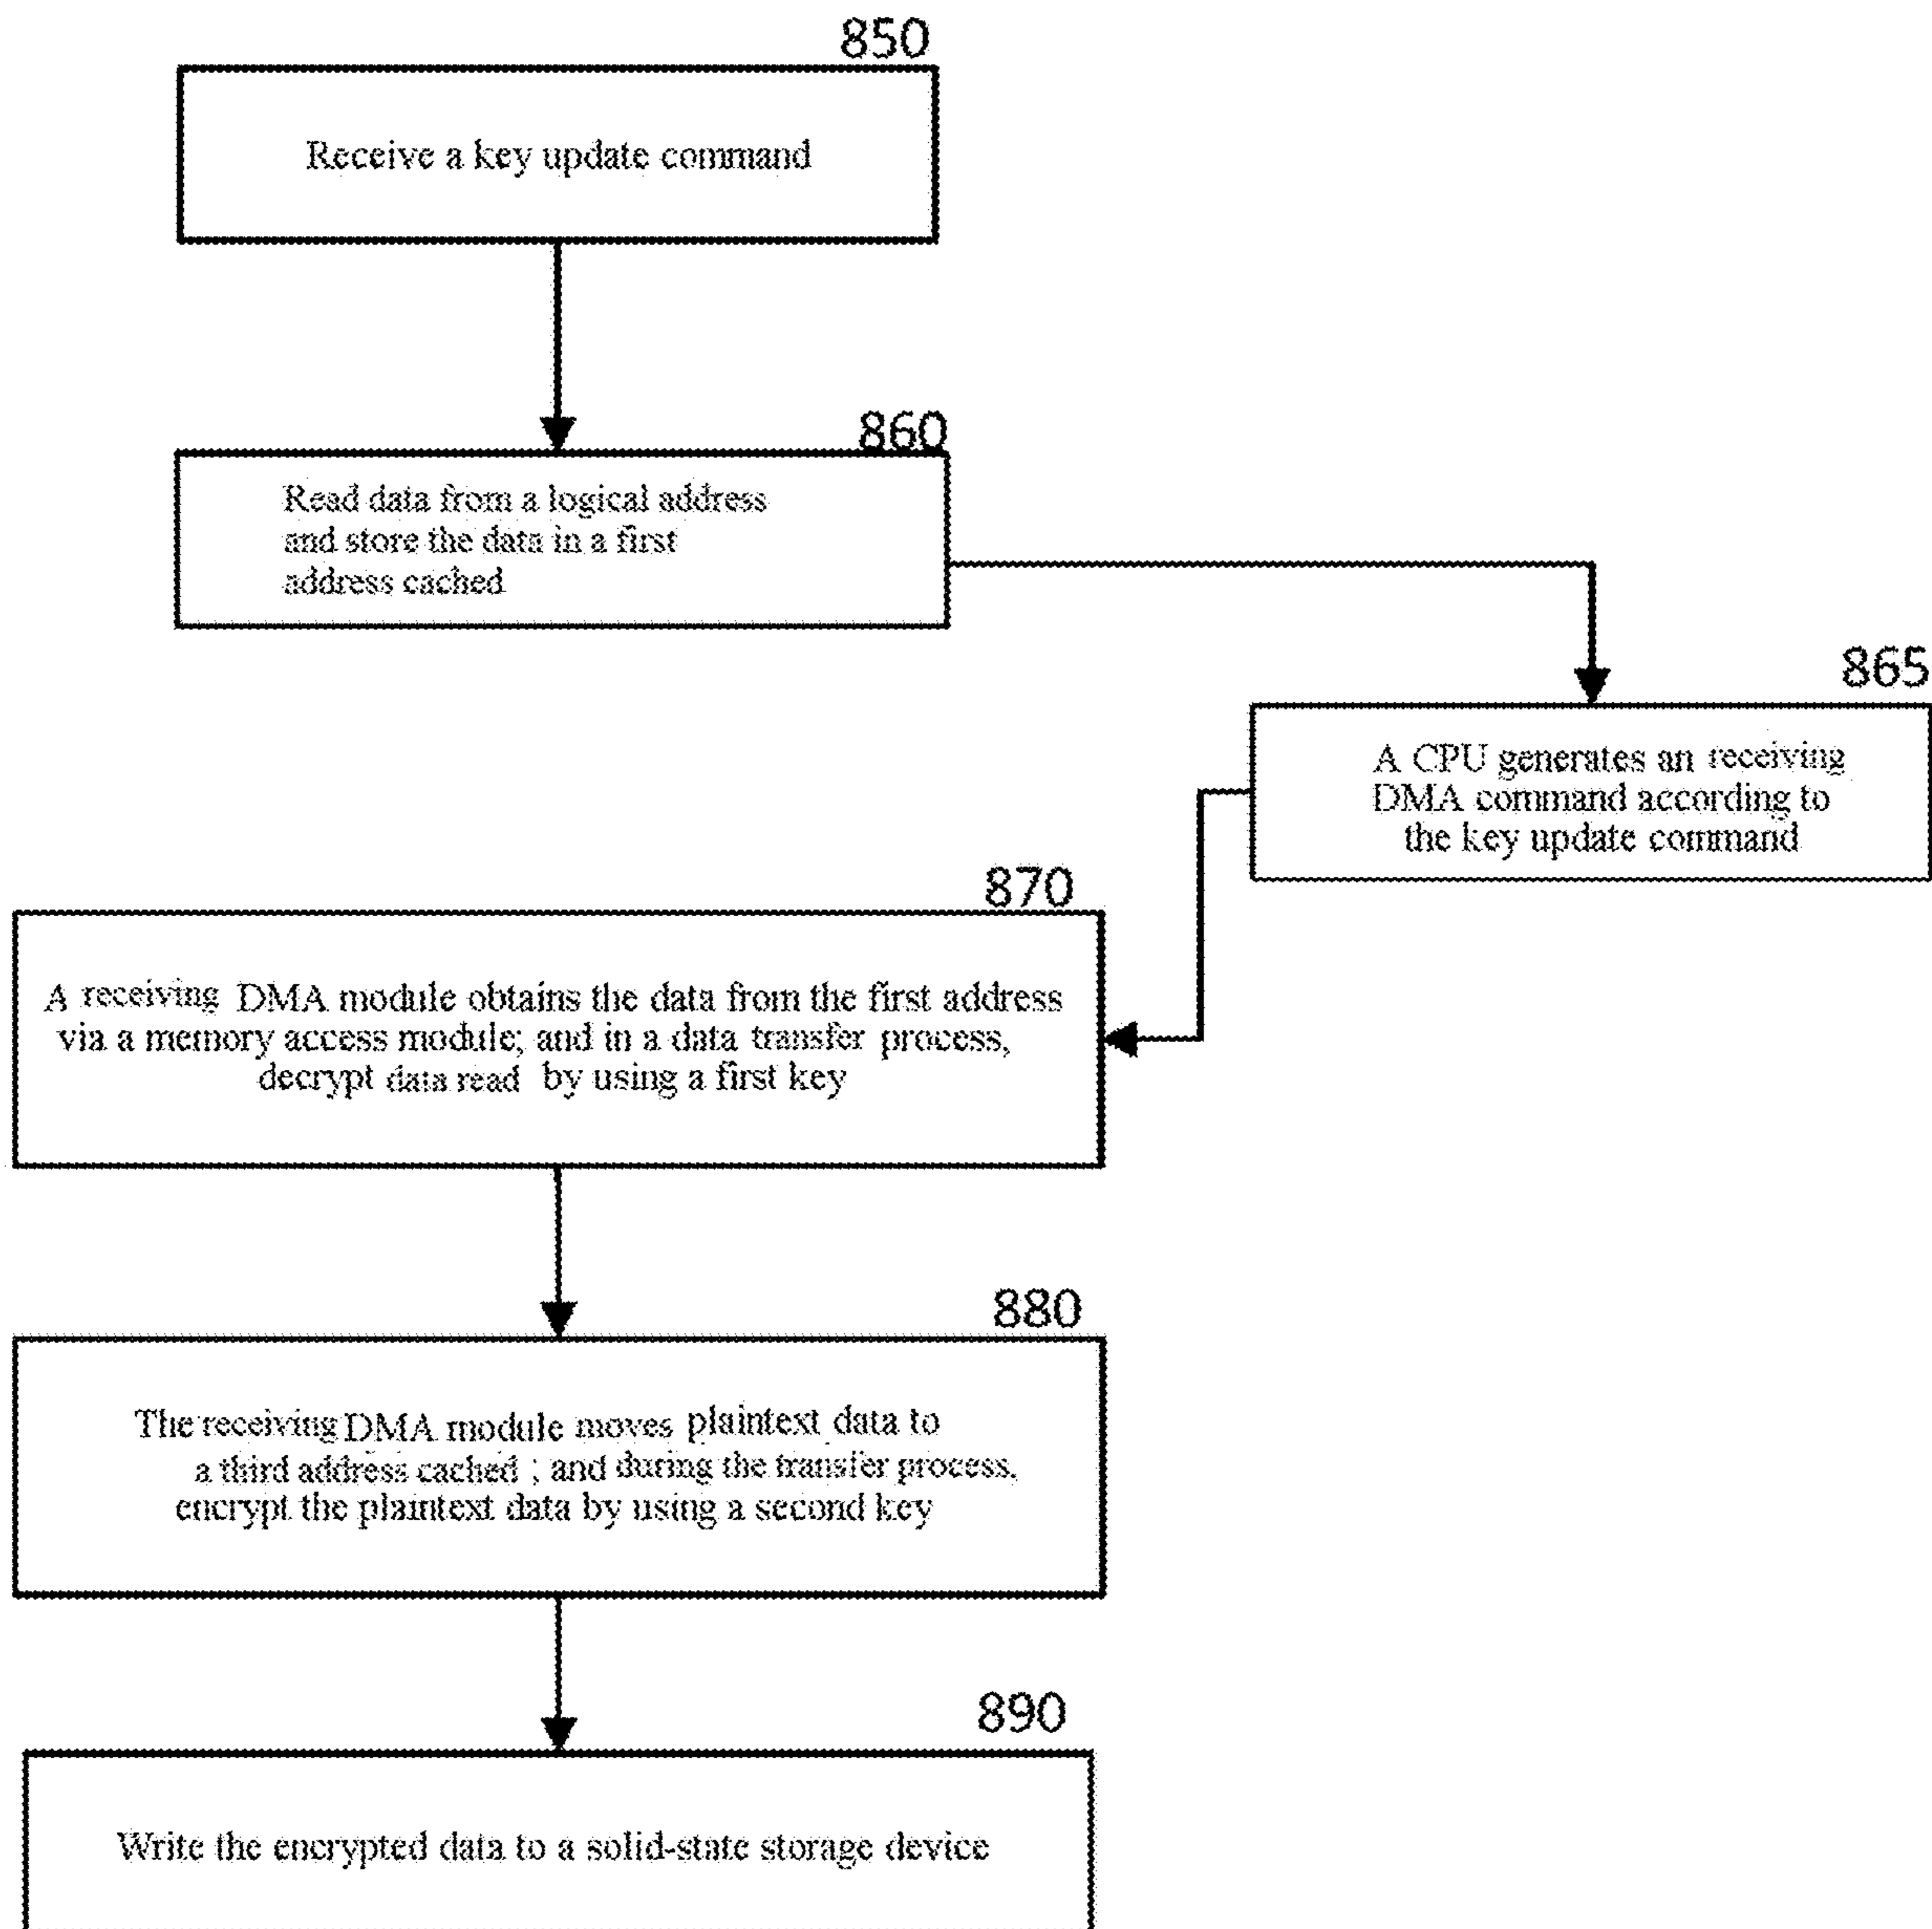 850
Receive a key update command
860
Read data from a logical address
and store the data in a first
address cached
865
A CPU generates an receiving
DMA command according to
the key update command
870
A receiving DMA module obtains the data from the first address
via a memory access module; and in a data transfer process,
decrypt data read by using a first key
880
The receiving DMA module moves plaintext data to
a third address cached ; and during the transfer process,
encrypt the plaintext data by using a second key
890
Write the encrypted data to a solid-state storage device